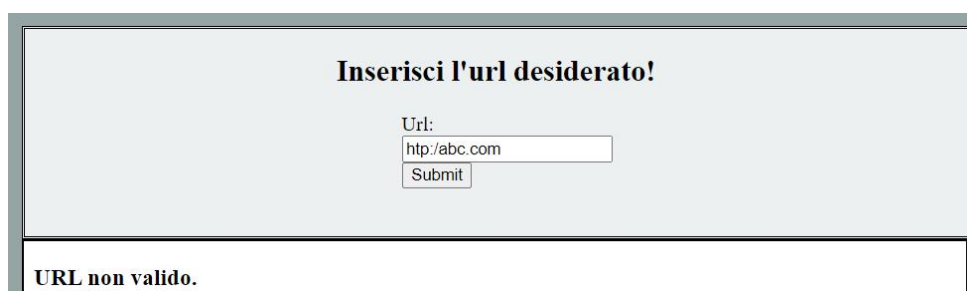 Inserisci l'url desiderato!
Url:
htp:/abc.com
Submit
URL non valido.